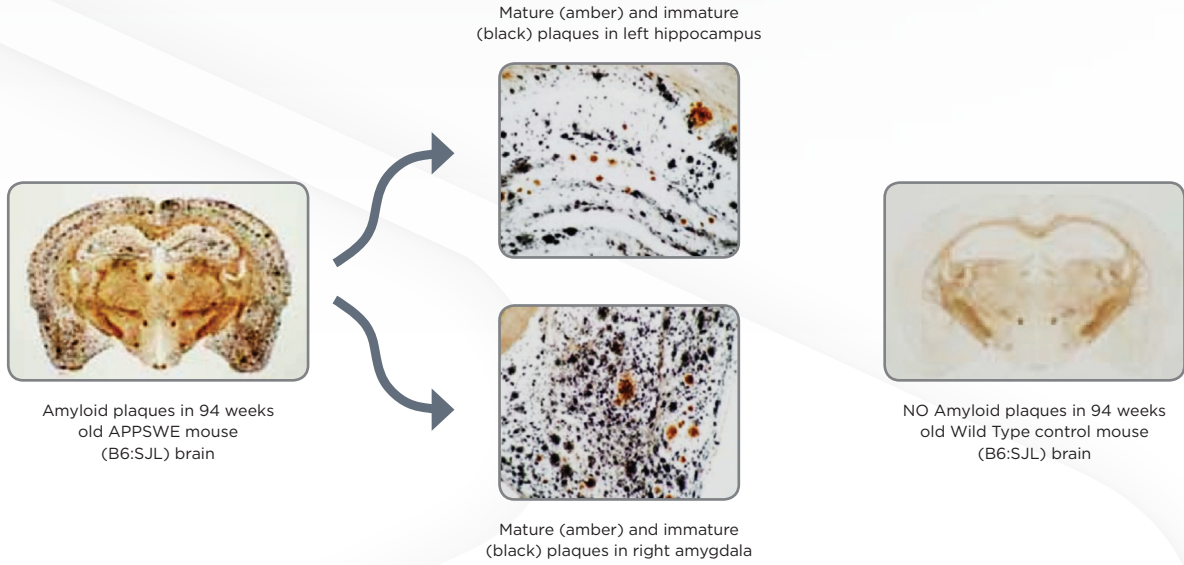 Mature (amber) and immature
(black) plaques in left hippocampus
Amyloid plaques in 94 weeks
old APPSWE mouse
(B6:SJL) brain
NO Amyloid plaques in 94 weeks
old Wild Type control mouse
(B6:SJL) brain
Mature (amber) and immature
(black) plaques in right amygdala